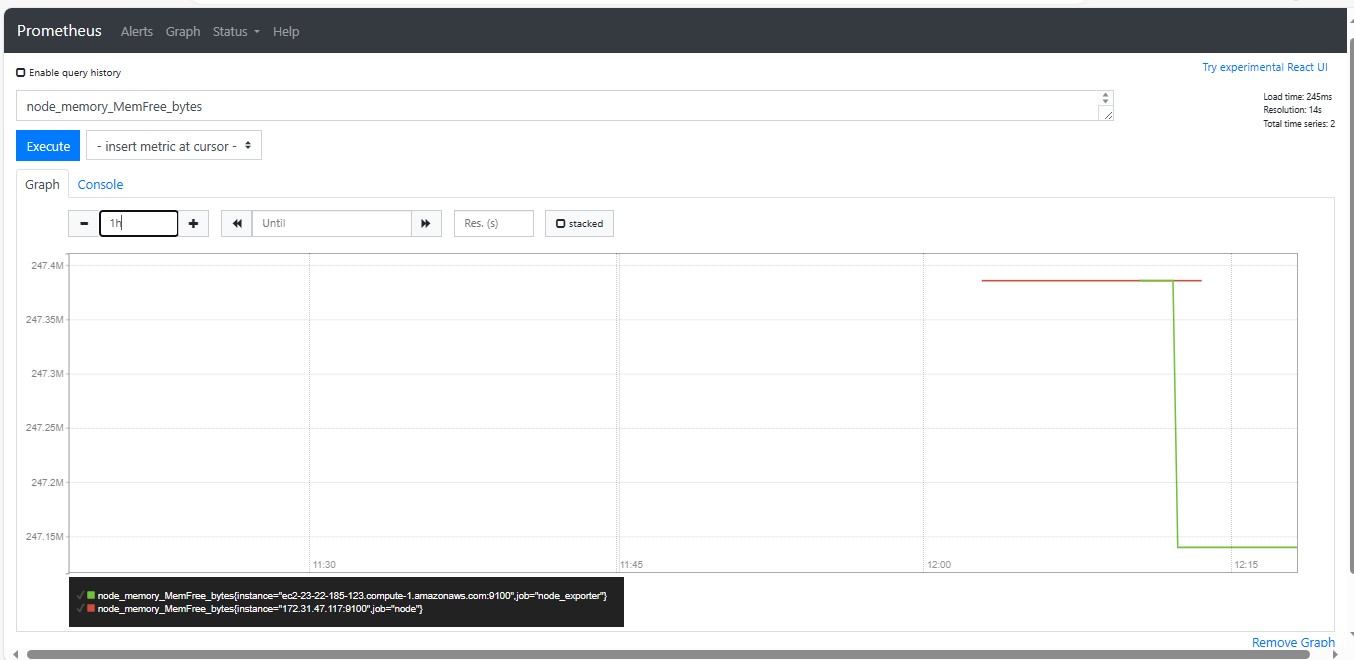 Prometheus Alerts Graph Status Help
Enable query history
Try experimental React UI
node_memory_MemFree_bytes
Load time: 245ms
Resolution: 14s
Total time series: 2
Execute - insert metric at cursor -
Graph Console
1h Until Res. (s) stacked
247.4M
247.35M
247.3M
247.25M
247.2M
247.15M
11:30 11:45 12:00 12:15
node_memory_MemFree_bytes{instance="ec2-23-22-185-123.compute-1.amazonaws.com:9100",job="node_exporter"}
node_memory_MemFree_bytes{instance="172.31.47.117:9100",job="node"}
Remove Graph